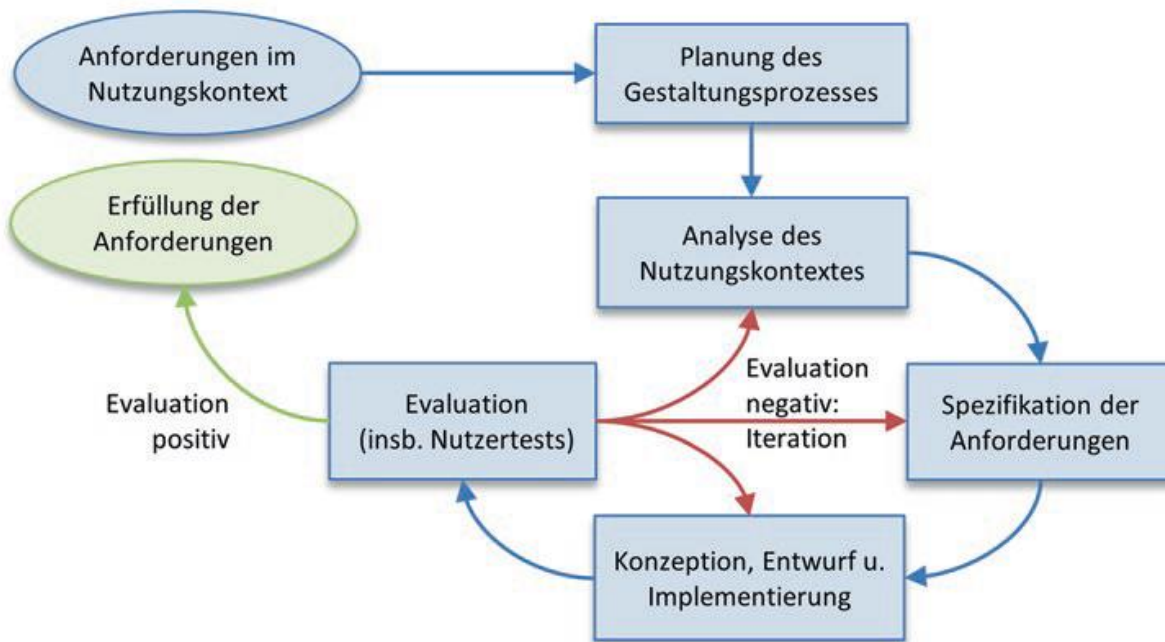 Anforderungen im
Nutzungskontext
Planung des
Gestaltungsprozesses
Erfüllung der
Anforderungen
Analyse des
Nutzungskontextes
Evaluation
positiv
Evaluation
(insb. Nutzertests)
Evaluation
negativ:
Iteration
Spezifikation der
Anforderungen
Konzeption, Entwurf u.
Implementierung